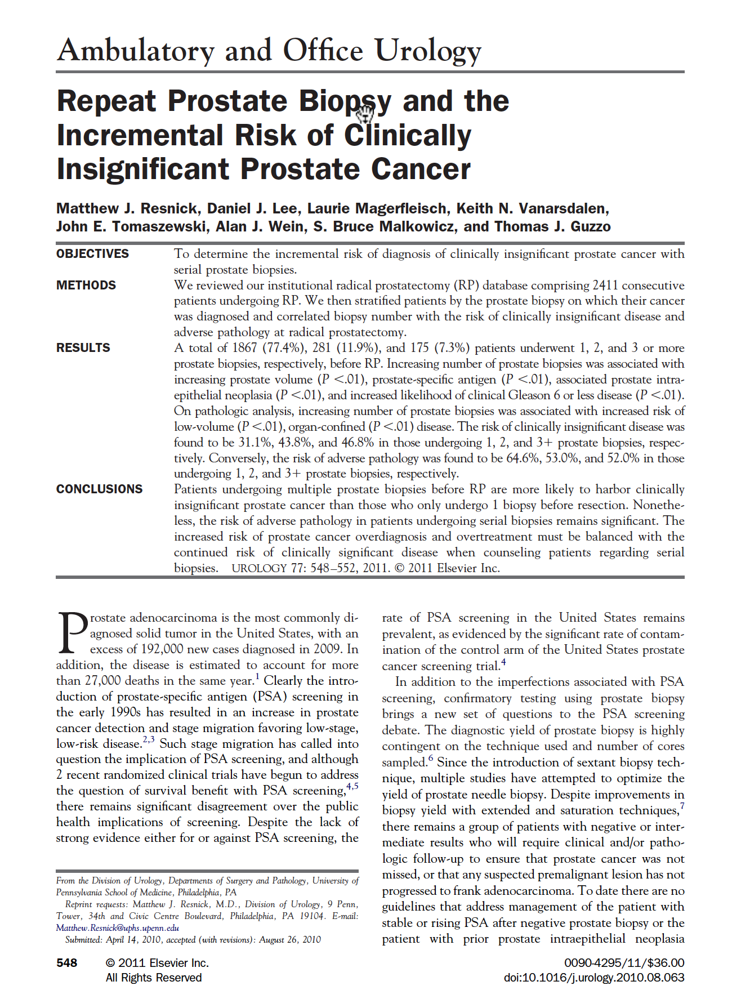 Ambulatory and Office Urology
Repeat Prostate Biopsy and the
Incremental Risk of Clinically
Insignificant Prostate Cancer
Matthew J. Resnick, Daniel J. Lee, Laurie Magerfleisch, Keith N. Vanarsdalen,
John E. Tomaszewski, Alan J. Wein, S. Bruce Malkowicz, and Thomas J. Guzzo
OBJECTIVES To determine the incremental risk of diagnosis of clinically insignificant prostate cancer with
serial prostate biopsies.
METHODS We reviewed our institutional radical prostatectomy (RP) database comprising 2411 consecutive
patients undergoing RP. We then stratified patients by the prostate biopsy on which their cancer
was diagnosed and correlated biopsy number with the risk of clinically insignificant disease and
adverse pathology at radical prostatectomy.
RESULTS A total of 1867 (77.4%), 281 (11.9%), and 175 (7.3%) patients underwent 1, 2, and 3 or more
prostate biopsies, respectively, before RP. Increasing number of prostate biopsies was associated with
increasing prostate volume (P <.01), prostate-specific antigen (P <.01), associated prostate intra-
epithelial neoplasia (P <.01), and increased likelihood of clinical Gleason 6 or less disease (P <.01).
On pathologic analysis, increasing number of prostate biopsies was associated with increased risk of
low-volume (P <.01), organ-confined (P <.01) disease. The risk of clinically insignificant disease was
found to be 31.1%, 43.8%, and 46.8% in those undergoing 1, 2, and 3+ prostate biopsies, respec-
tively. Conversely, the risk of adverse pathology was found to be 64.6%, 53.0%, and 52.0% in those
undergoing 1, 2, and 3+ prostate biopsies, respectively.
CONCLUSIONS Patients undergoing multiple prostate biopsies before RP are more likely to harbor clinically
insignificant prostate cancer than those who only undergo 1 biopsy before resection. Nonethe-
less, the risk of adverse pathology in patients undergoing serial biopsies remains significant. The
increased risk of prostate cancer overdiagnosis and overtreatment must be balanced with the
continued risk of clinically significant disease when counseling patients regarding serial
biopsies. UROLOGY 77: 548–552, 2011. © 2011 Elsevier Inc.
Prostate adenocarcinoma is the most commonly di-
agnosed solid tumor in the United States, with an
excess of 192,000 new cases diagnosed in 2009. In
addition, the disease is estimated to account for more
than 27,000 deaths in the same year.1 Clearly the intro-
duction of prostate-specific antigen (PSA) screening in
the early 1990s has resulted in an increase in prostate
cancer detection and stage migration favoring low-stage,
low-risk disease.2,3 Such stage migration has called into
question the implication of PSA screening, and although
2 recent randomized clinical trials have begun to address
the question of survival benefit with PSA screening,4,5
there remains significant disagreement over the public
health implications of screening. Despite the lack of
strong evidence either for or against PSA screening, the
From the Division of Urology, Departments of Surgery and Pathology, University of
Pennsylvania School of Medicine, Philadelphia, PA
Reprint requests: Matthew J. Resnick, M.D., Division of Urology, 9 Penn,
Tower, 34th and Civic Centre Boulevard, Philadelphia, PA 19104. E-mail:
Matthew.Resnick@uphs.upenn.edu
Submitted: April 14, 2010, accepted (with revisions): August 26, 2010
rate of PSA screening in the United States remains
prevalent, as evidenced by the significant rate of contam-
ination of the control arm of the United States prostate
cancer screening trial.4
In addition to the imperfections associated with PSA
screening, confirmatory testing using prostate biopsy
brings a new set of questions to the PSA screening
debate. The diagnostic yield of prostate biopsy is highly
contingent on the technique used and number of cores
sampled.6 Since the introduction of sextant biopsy tech-
nique, multiple studies have attempted to optimize the
yield of prostate needle biopsy. Despite improvements in
biopsy yield with extended and saturation techniques,7
there remains a group of patients with negative or inter-
mediate results who will require clinical and/or patho-
logic follow-up to ensure that prostate cancer was not
missed, or that any suspected premalignant lesion has not
progressed to frank adenocarcinoma. To date there are no
guidelines that address management of the patient with
stable or rising PSA after negative prostate biopsy or the
patient with prior prostate intraepithelial neoplasia
548 © 2011 Elsevier Inc.
All Rights Reserved
0090-4295/11/$36.00
doi:10.1016/j.urology.2010.08.063